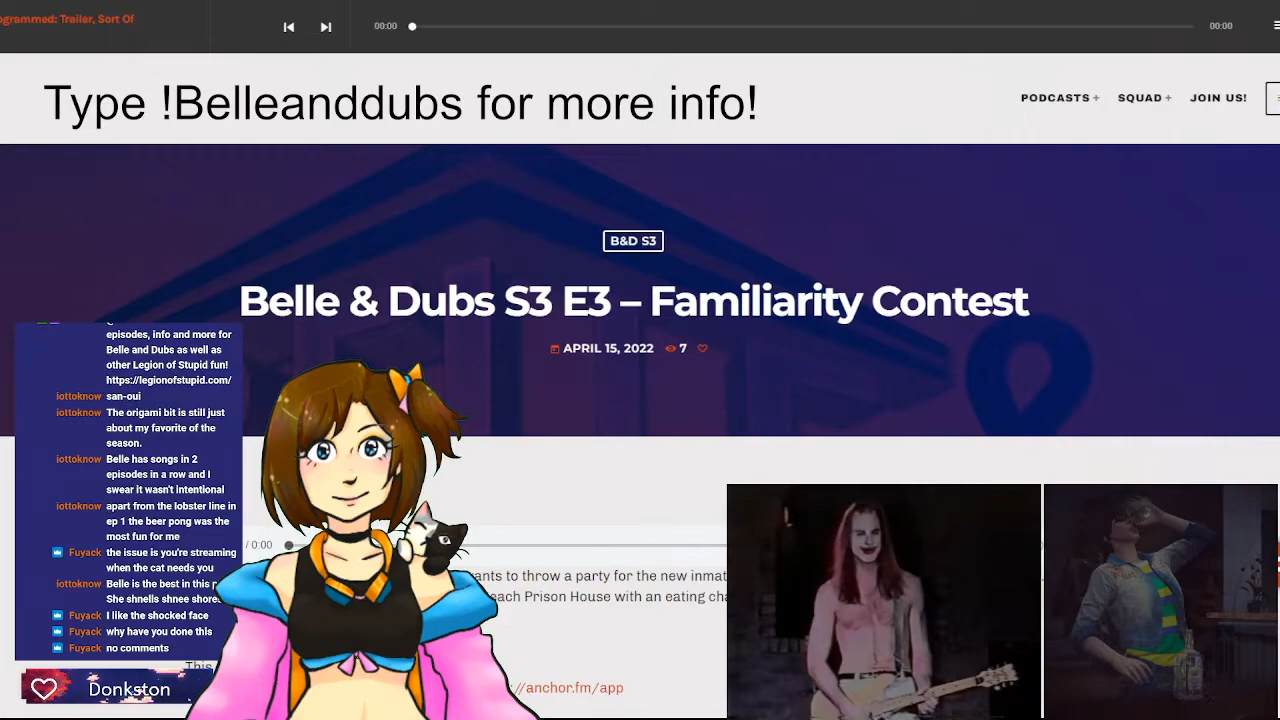 ogrammed: Trailer, Sort Of
00:00
00:00
Type !Belleanddubs for more info!
PODCASTS+
SQUAD+
JOIN US!
B&D S3
Belle & Dubs S3 E3 – Familiarity Contest
APRIL 15, 2022
7
episodes, info and more for
Belle and Dubs as well as
other Legion of Stupid fun!
https://legionofstupid.com/
iottoknow san-oui
iottoknow The origami bit is still just
about my favorite of the
season.
iottoknow Belle has songs in 2
episodes in a row and I
swear it wasn't intentional
iottoknow apart from the lobster line in
ep 1 the beer pong was the
most fun for me
Fuyack the issue is you're streaming
when the cat needs you
iottoknow Belle is the best in this
She shnells shnee shores
Fuyack I like the shocked face
Fuyack why have you done this
Fuyack no comments
/ 0:00
ants to throw a party for the new inmat
each Prison House with an eating cha
This
//anchor.fm/app
Donkston